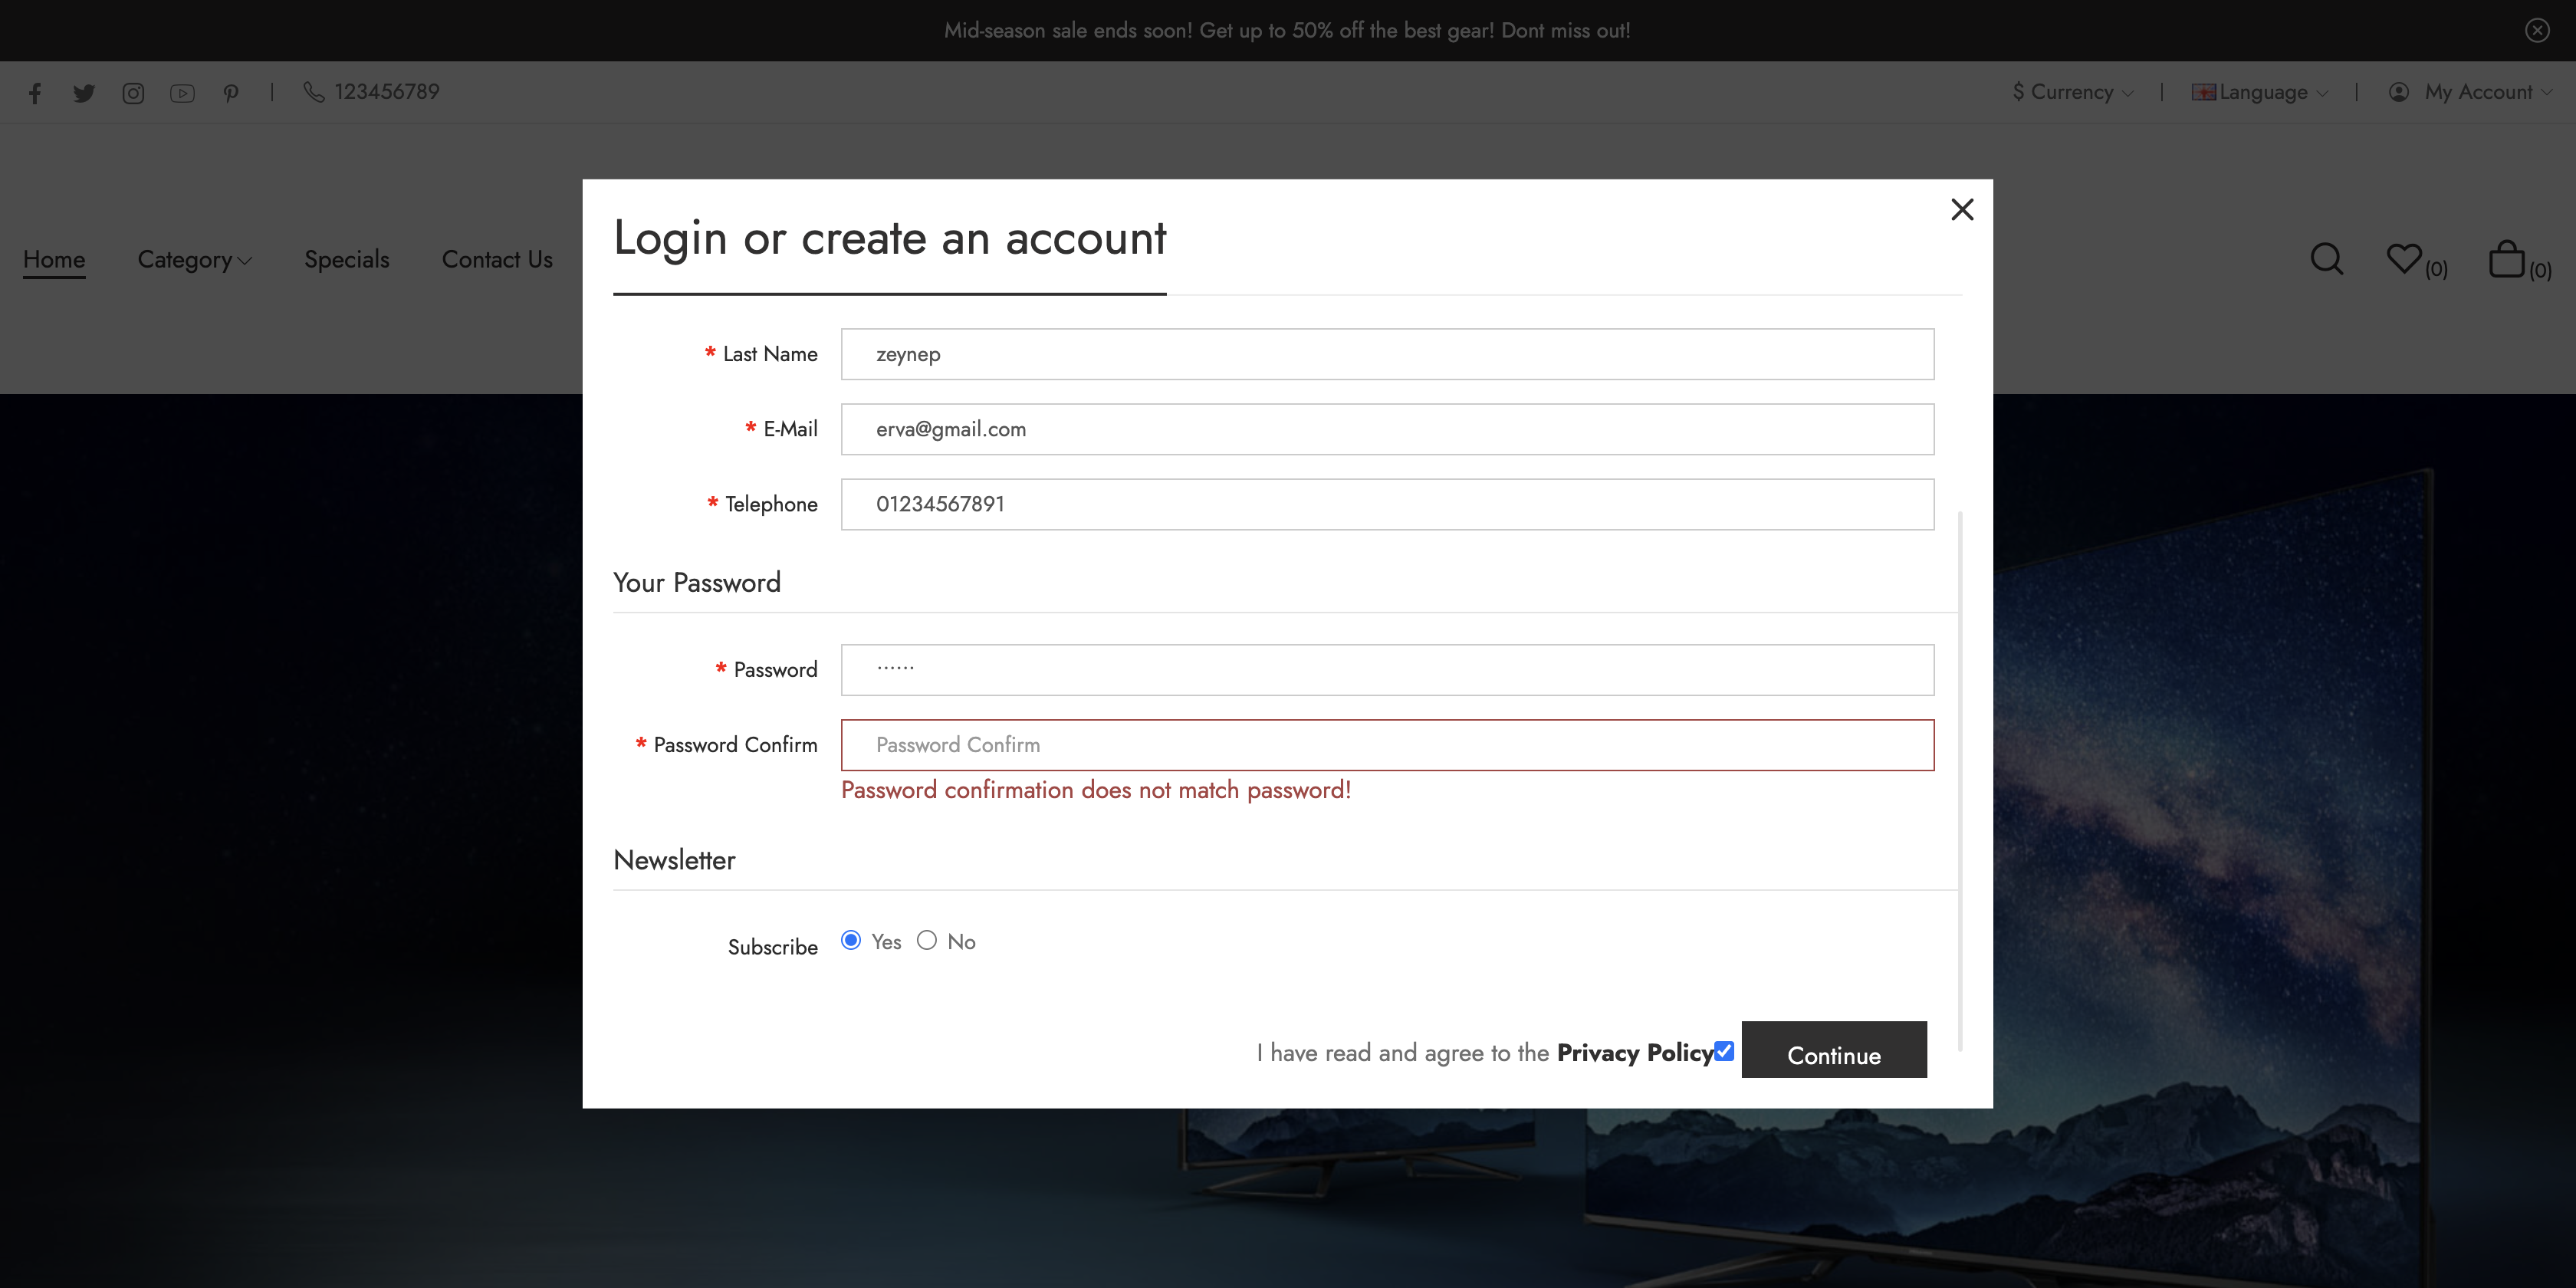 Mid-season sale ends soon! Get up to 50% off the best gear! Dont miss out!
123456789
$ Currency
Language
My Account
Home Category Specials Contact Us
(0) (0)
Login or create an account
* Last Name zeynep
* E-Mail erva@gmail.com
* Telephone 01234567891
Your Password
* Password ······
* Password Confirm Password Confirm
Password confirmation does not match password!
Newsletter
Subscribe Yes No
I have read and agree to the Privacy Policy Continue